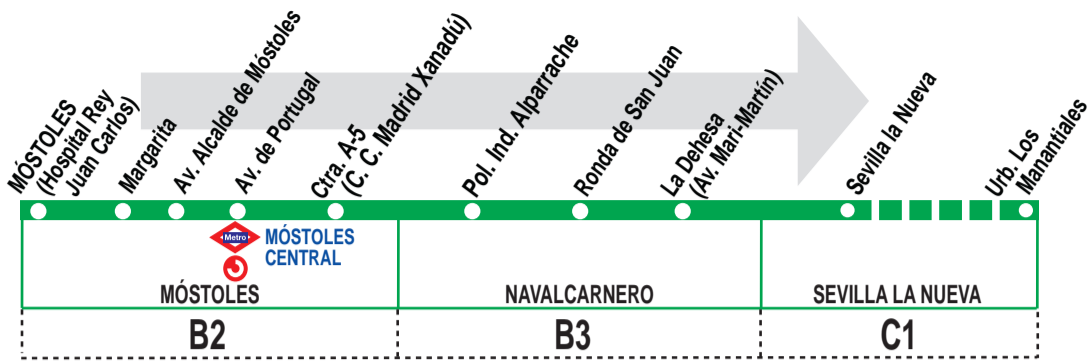 MÓSTOLES
(Hospital Rey
Juan Carlos)
Margarita
Av. Alcalde de Móstoles
Av. de Portugal
Ctra. A-5
(C. C. Madrid Xanadú)
Pol. Ind. Alparrache
Ronda de San Juan
La Dehesa
(Av. Mari-Martín)
Sevilla la Nueva
Urb. Los
Manantiales
Metro
MÓSTOLES
CENTRAL
MÓSTOLES
NAVALCARNERO
SEVILLA LA NUEVA
B2
B3
C1